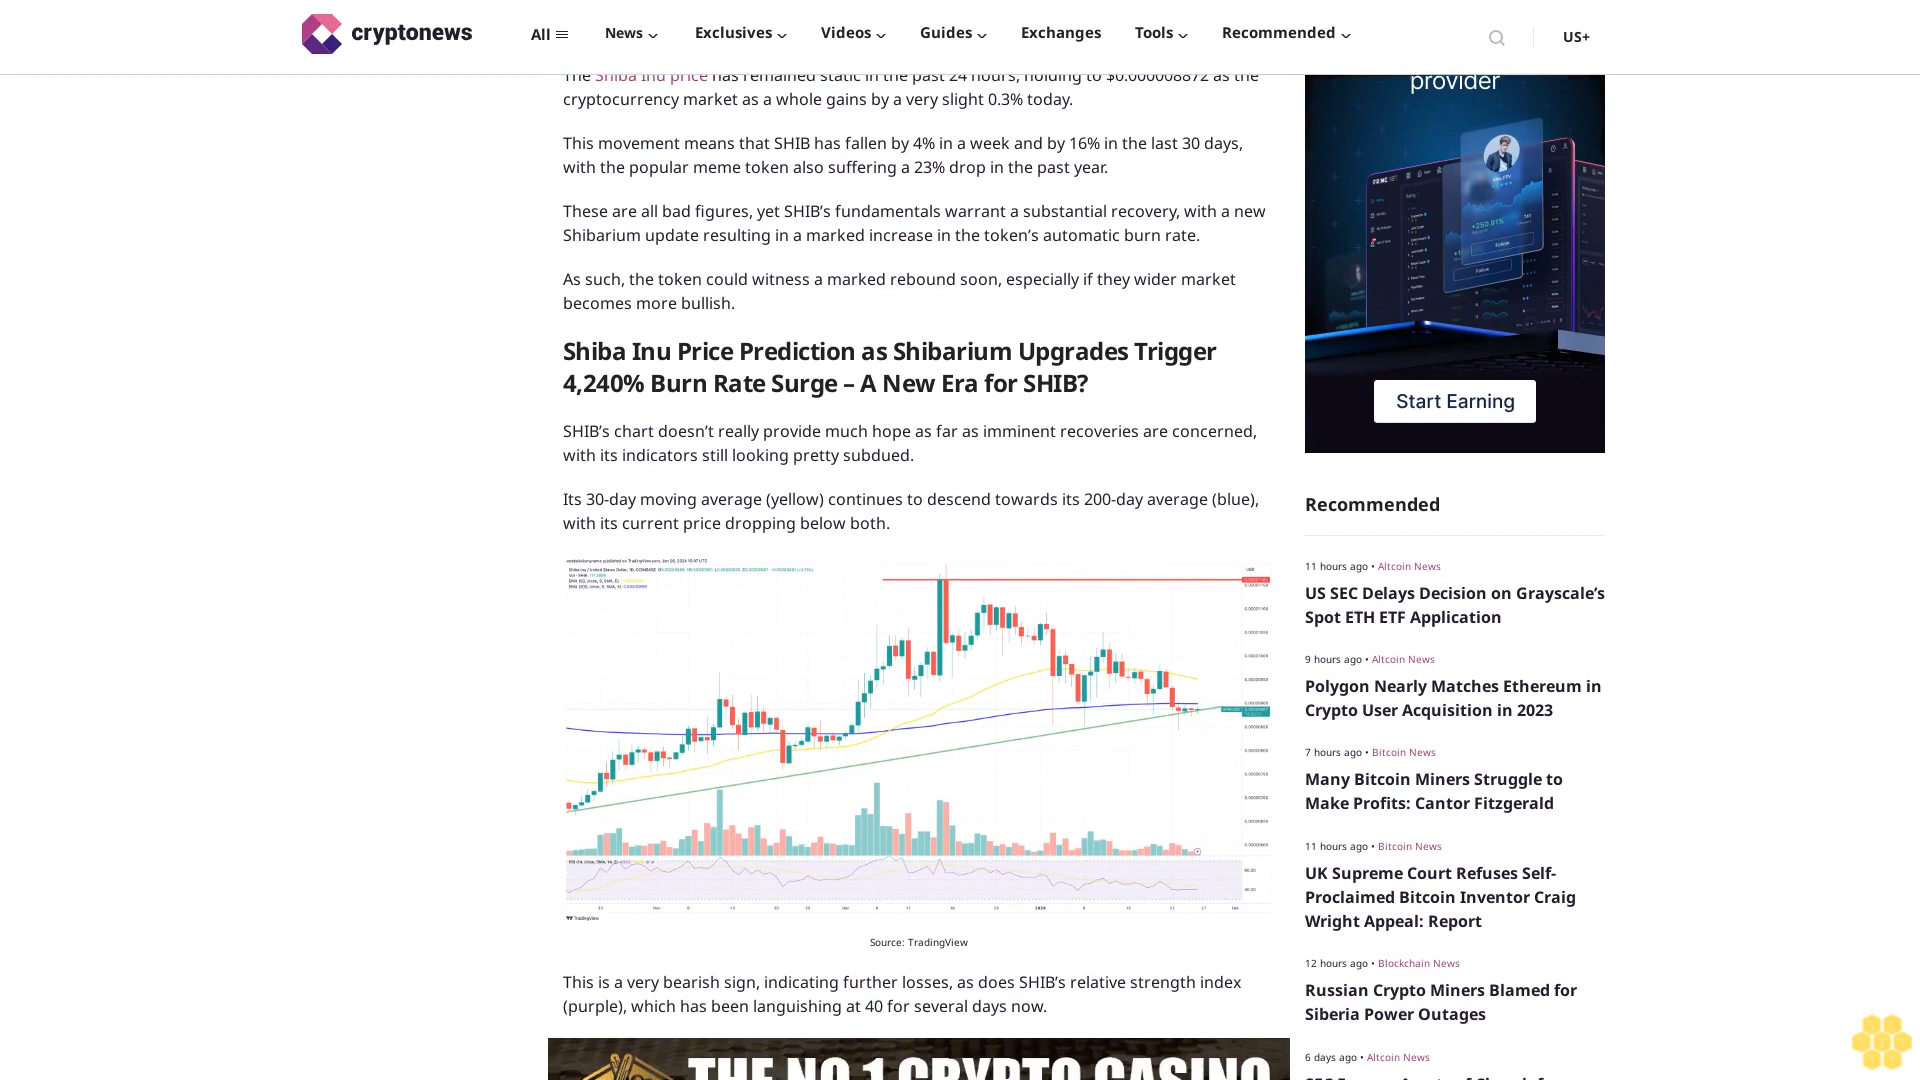 cryptonews
All
News
Exclusives
Videos
Guides
Exchanges
Tools
Recommended
US+
The Shiba Inu price has remained static in the past 24 hours, holding to $0.000008872 as the
cryptocurrency market as a whole gains by a very slight 0.3% today.
This movement means that SHIB has fallen by 4% in a week and by 16% in the last 30 days,
with the popular meme token also suffering a 23% drop in the past year.
These are all bad figures, yet SHIB’s fundamentals warrant a substantial recovery, with a new
Shibarium update resulting in a marked increase in the token’s automatic burn rate.
As such, the token could witness a marked rebound soon, especially if they wider market
becomes more bullish.
Shiba Inu Price Prediction as Shibarium Upgrades Trigger
4,240% Burn Rate Surge – A New Era for SHIB?
SHIB’s chart doesn’t really provide much hope as far as imminent recoveries are concerned,
with its indicators still looking pretty subdued.
Its 30-day moving average (yellow) continues to descend towards its 200-day average (blue),
with its current price dropping below both.
USD
TradingView
Source: TradingView
This is a very bearish sign, indicating further losses, as does SHIB’s relative strength index
(purple), which has been languishing at 40 for several days now.
THE NO.1 CRYPTO CASINO
provider
+250.91%
Follow
Follow
Start Earning
Recommended
11 hours ago • Altcoin News
US SEC Delays Decision on Grayscale’s
Spot ETH ETF Application
9 hours ago • Altcoin News
Polygon Nearly Matches Ethereum in
Crypto User Acquisition in 2023
7 hours ago • Bitcoin News
Many Bitcoin Miners Struggle to
Make Profits: Cantor Fitzgerald
11 hours ago • Bitcoin News
UK Supreme Court Refuses Self-
Proclaimed Bitcoin Inventor Craig
Wright Appeal: Report
12 hours ago • Blockchain News
Russian Crypto Miners Blamed for
Siberia Power Outages
6 days ago • Altcoin News